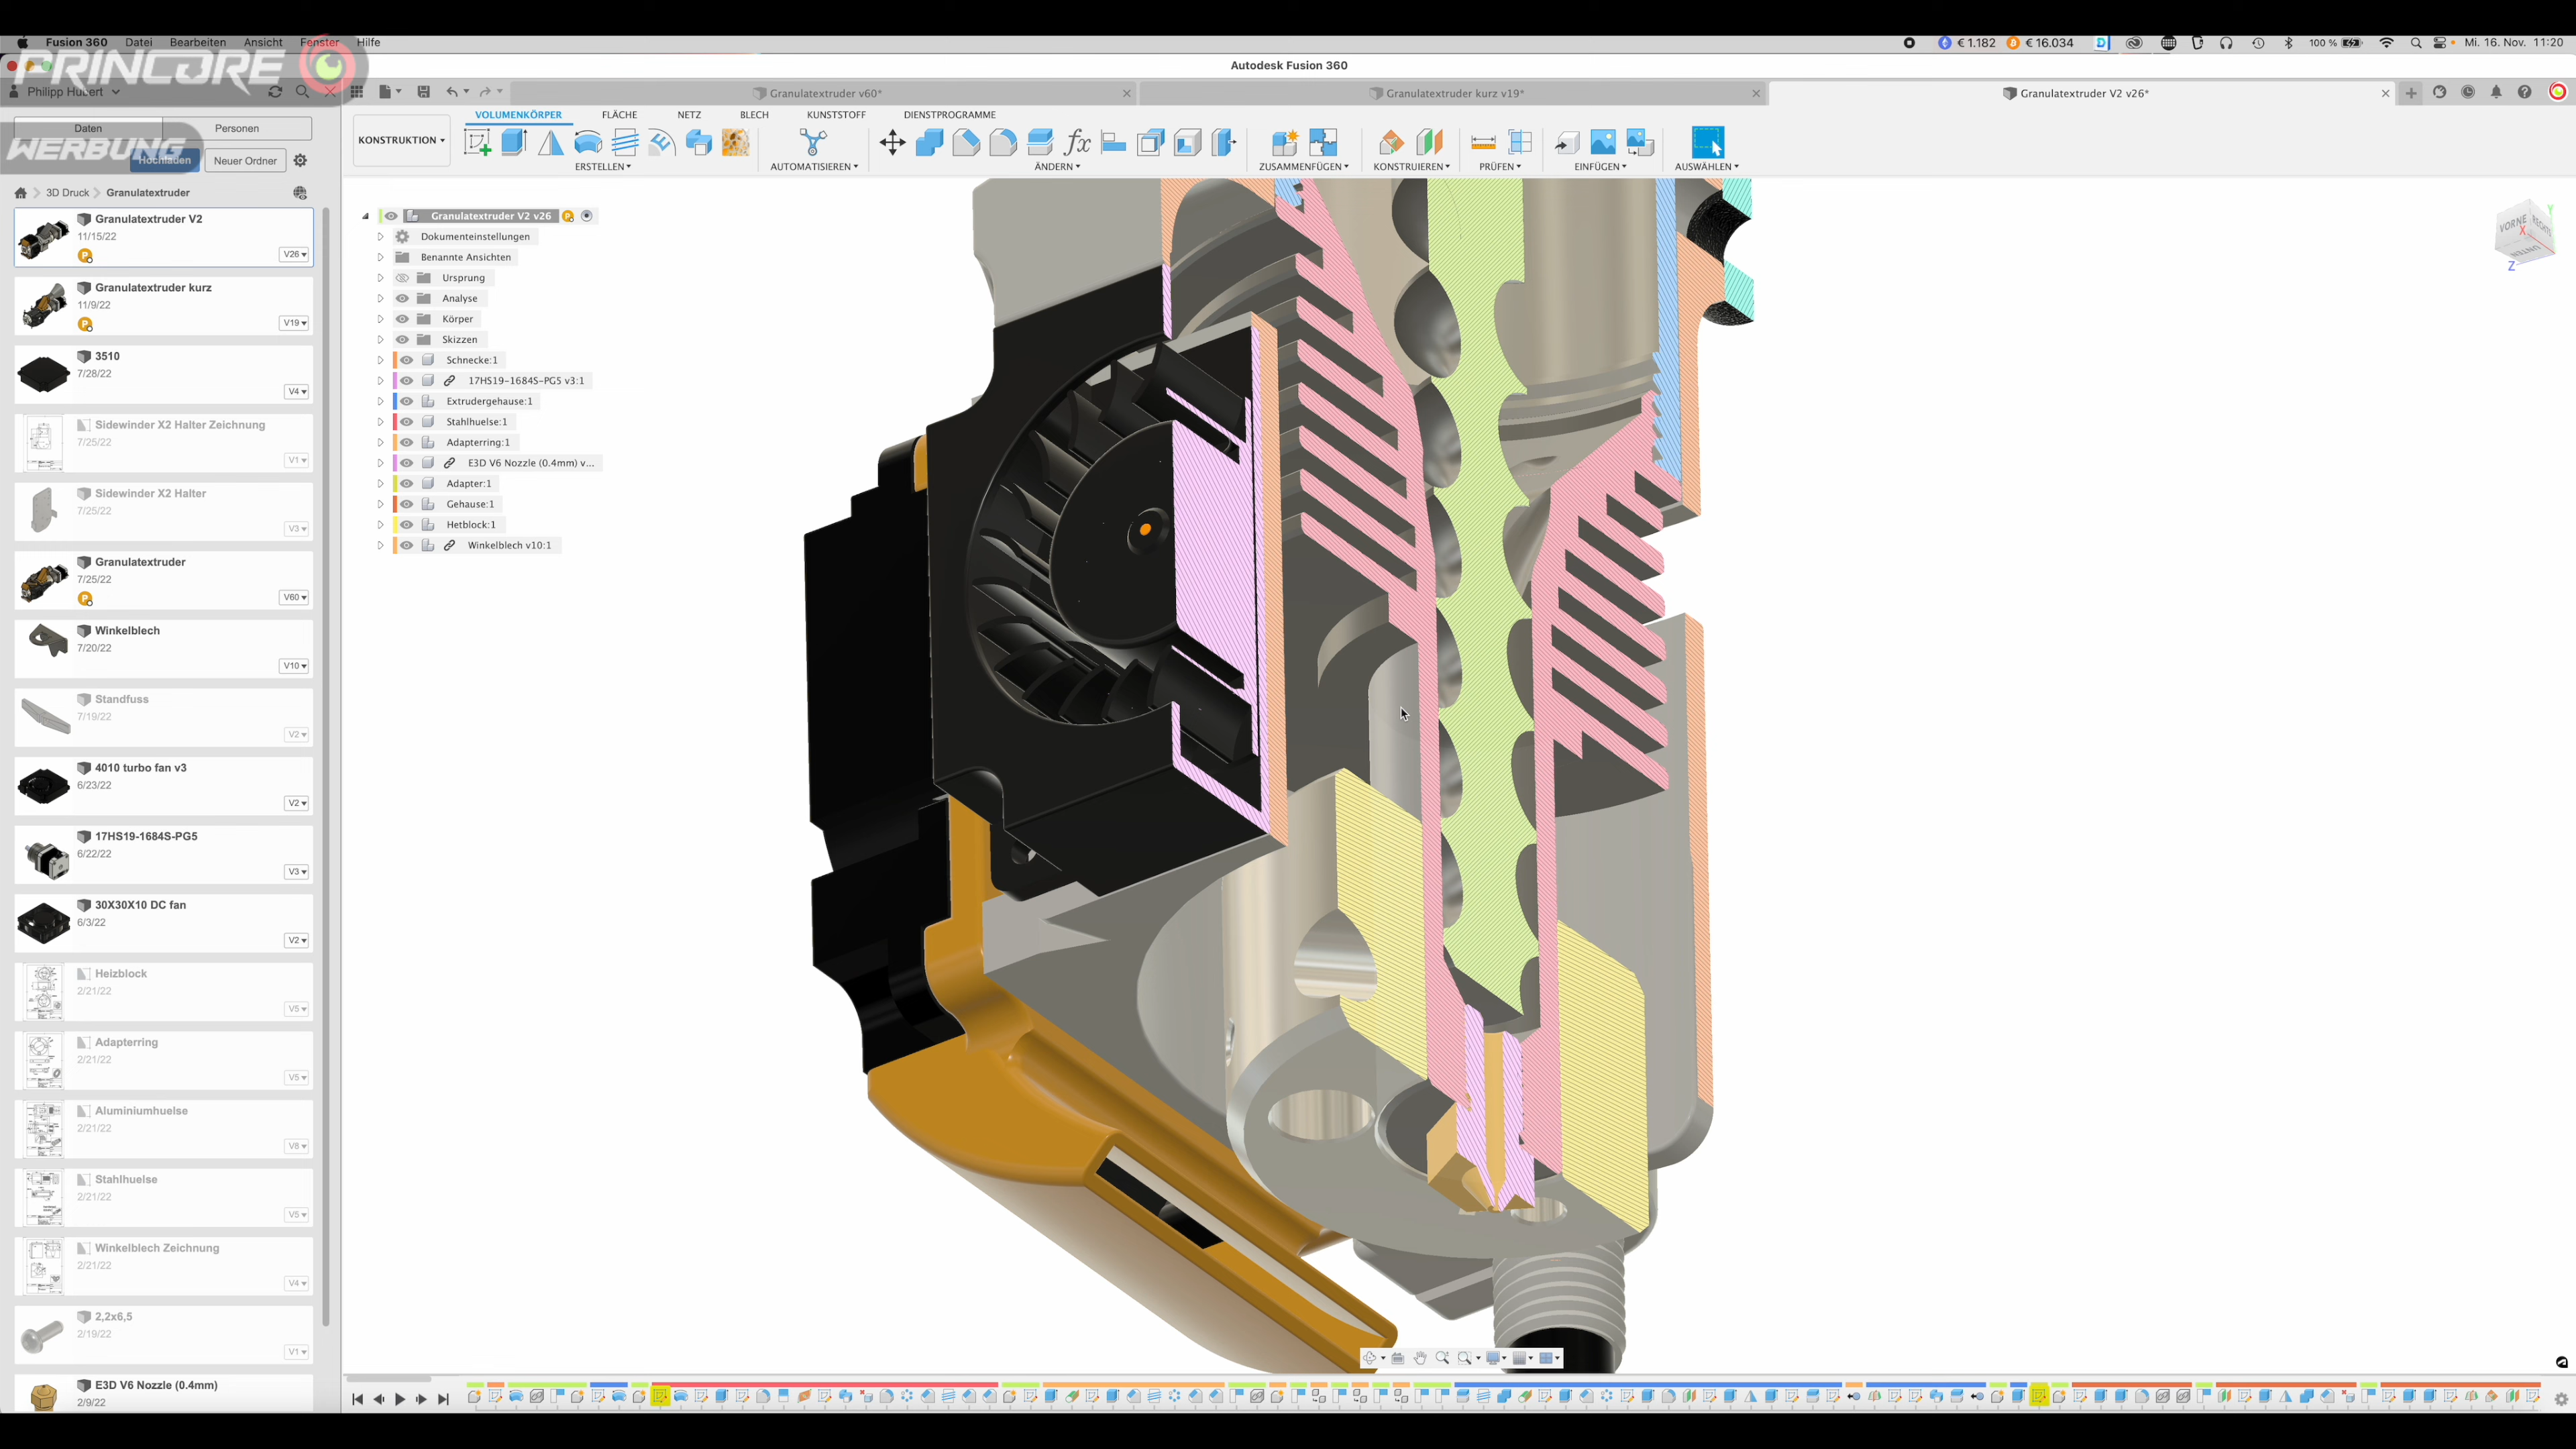 Fusion 360 Datei Bearbeiten Ansicht Fenster Hilfe
€ 1.182 € 16.034 100 % Mi. 16. Nov. 11:20
PRINCORE
Autodesk Fusion 360
Philipp Hubert
Granulatextruder v60*
Granulatextruder kurz v19*
Granulatextruder V2 v26*
VOLUMENKÖRPER FLÄCHE NETZ BLECH KUNSTSTOFF DIENSTPROGRAMME
Daten Personen
KONSTRUKTION
WERBUNG
Hochladen Neuer Ordner
ERSTELLEN AUTOMATISIEREN ÄNDERN ZUSAMMENFÜGEN KONSTRUIEREN PRÜFEN EINFÜGEN AUSWÄHLEN
3D Druck Granulatextruder
Granulatextruder V2
11/15/22
V26
Granulatextruder kurz
11/9/22
V19
3510
7/28/22
V4
Sidewinder X2 Halter Zeichnung
7/25/22
V1
Sidewinder X2 Halter
7/25/22
V3
Granulatextruder
7/25/22
V60
Winkelblech
7/20/22
V10
Standfuss
7/19/22
V2
4010 turbo fan v3
6/23/22
V2
17HS19-1684S-PG5
6/22/22
V3
30X30X10 DC fan
6/3/22
V2
Heizblock
2/21/22
V5
Adapterring
2/21/22
V5
Aluminiumhuelse
2/21/22
V8
Stahlhuelse
2/21/22
V5
Winkelblech Zeichnung
2/21/22
V4
2,2x6,5
2/19/22
V1
E3D V6 Nozzle (0.4mm)
2/9/22
Granulatextruder V2 v26
Dokumenteinstellungen
Benannte Ansichten
Ursprung
Analyse
Körper
Skizzen
Schnecke:1
17HS19-1684S-PG5 v3:1
Extrudergehause:1
Stahlhuelse:1
Adapterring:1
E3D V6 Nozzle (0.4mm) v...
Adapter:1
Gehause:1
Hetblock:1
Winkelblech v10:1
VORNE RECHTS
UNTEN
X Y Z